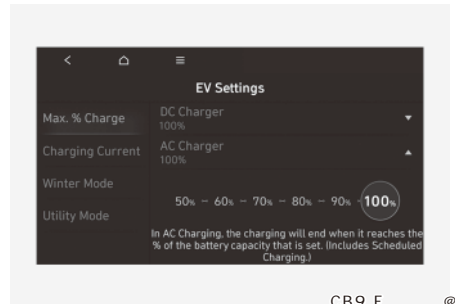 EV Settings
Max. % Charge
DC Charger
100%
Charging Current
AC Charger
100%
Winter Mode
50% - 60% - 70% - 80% - 90% - 100%
Utility Mode
In AC Charging, the charging will end when it reaches the
% of the battery capacity that is set. (Includes Scheduled
Charging.)